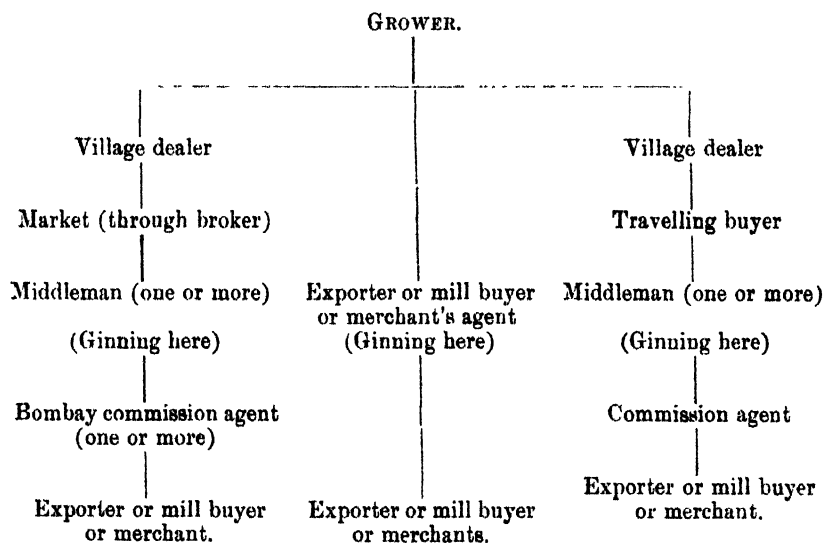 GROWER.
Village dealer
Market (through broker)
Middleman (one or more)
(Ginning here)
Bombay commission agent
(one or more)
Exporter or mill buyer
or merchant.
Exporter or mill buyer
or merchant's agent
(Ginning here)
Exporter or mill buyer
or merchants.
Village dealer
Travelling buyer
Middleman (one or more)
(Ginning here)
Commission agent
Exporter or mill buyer
or merchant.